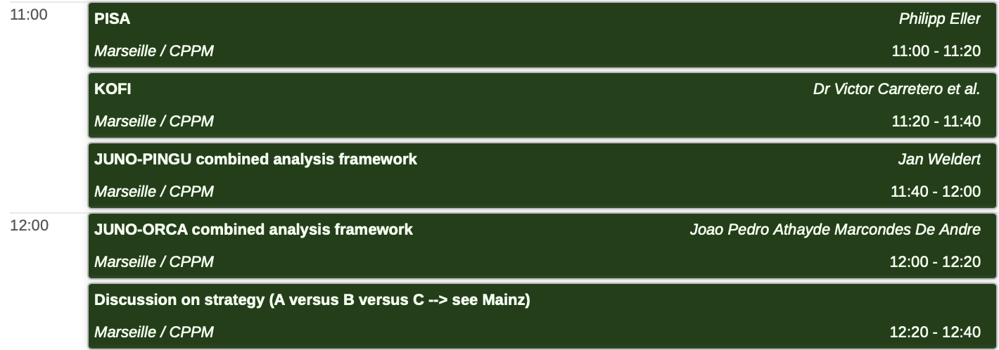 11:00
PISA Philipp Eller
Marseille / CPPM 11:00 - 11:20
KOFI Dr Victor Carretero et al.
Marseille / CPPM 11:20 - 11:40
JUNO-PINGU combined analysis framework Jan Weldert
Marseille / CPPM 11:40 - 12:00
12:00
JUNO-ORCA combined analysis framework Joao Pedro Athayde Marcondes De Andre
Marseille / CPPM 12:00 - 12:20
Discussion on strategy (A versus B versus C --> see Mainz)
Marseille / CPPM 12:20 - 12:40